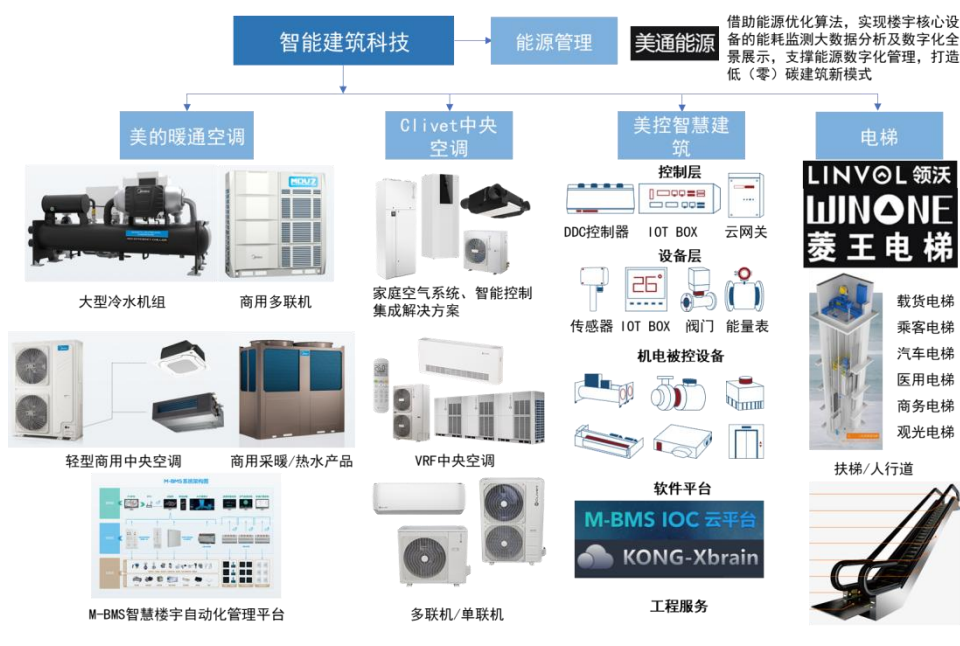 智能建筑科技
能源管理
美通能源
借助能源优化算法，实现楼宇核心设
备的能耗监测大数据分析及数字化全
景展示，支撑能源数字化管理，打造
低（零）碳建筑新模式
美的暖通空调
MDV8
Midea
大型冷水机组
商用多联机
轻型商用中央空调
商用采暖/热水产品
M-BMS系统架构图
M-BMS智慧楼宇自动化管理平台
Clivet中央
空调
家庭空气系统、智能控制
集成解决方案
VRF中央空调
多联机/单联机
美控智慧建
筑
控制层
DDC控制器
IOT BOX
云网关
设备层
26°
传感器
IOT BOX
阀门
能量表
机电被控设备
软件平台
M-BMS IOC 云平台
KONG-Xbrain
工程服务
电梯
LINVOL 领沃
WINONE
菱王电梯
载货电梯
乘客电梯
汽车电梯
医用电梯
商务电梯
观光电梯
扶梯/人行道